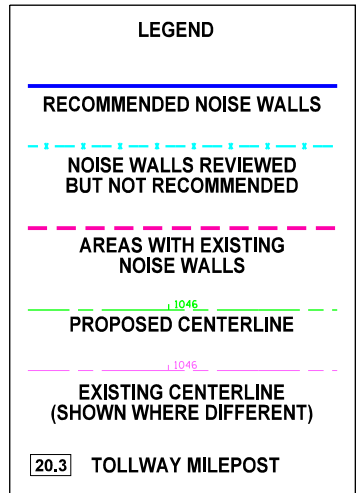 LEGEND
RECOMMENDED NOISE WALLS
x x x x x x x
NOISE WALLS REVIEWED
BUT NOT RECOMMENDED
AREAS WITH EXISTING
NOISE WALLS
1046
PROPOSED CENTERLINE
1046
EXISTING CENTERLINE
(SHOWN WHERE DIFFERENT)
20.3 TOLLWAY MILEPOST